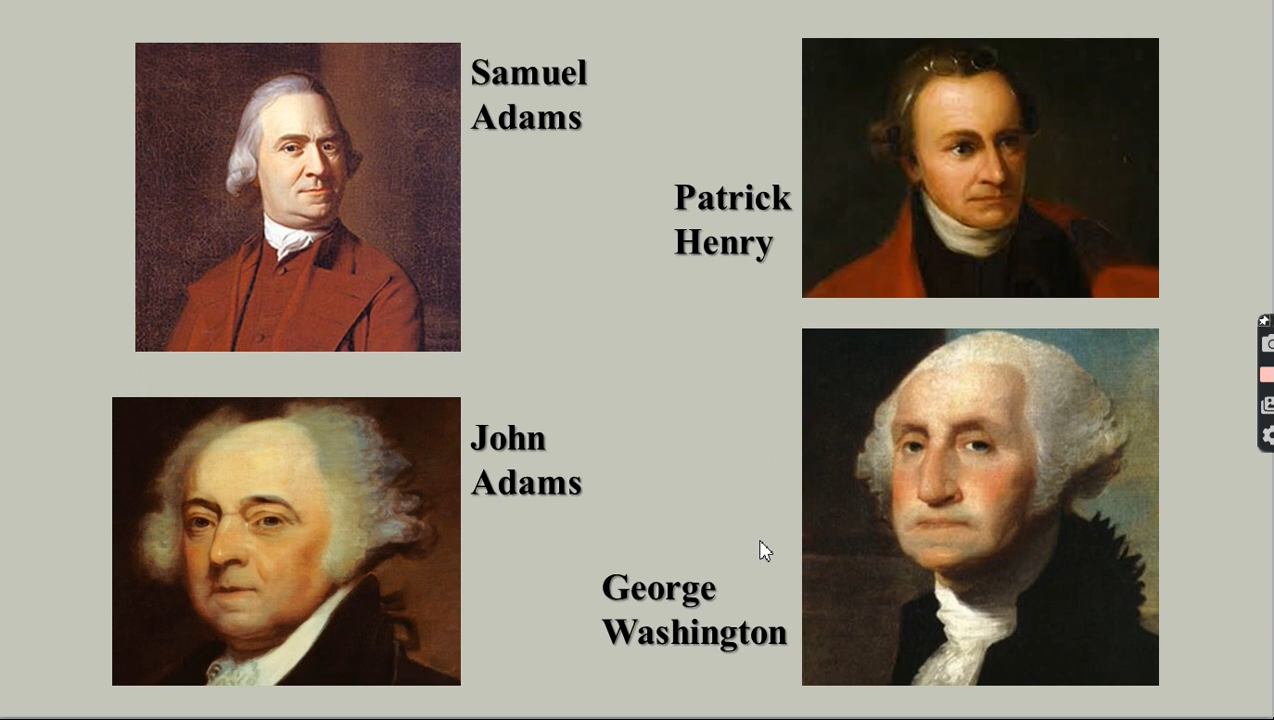 Samuel
Adams
Patrick
Henry
John
Adams
George
Washington